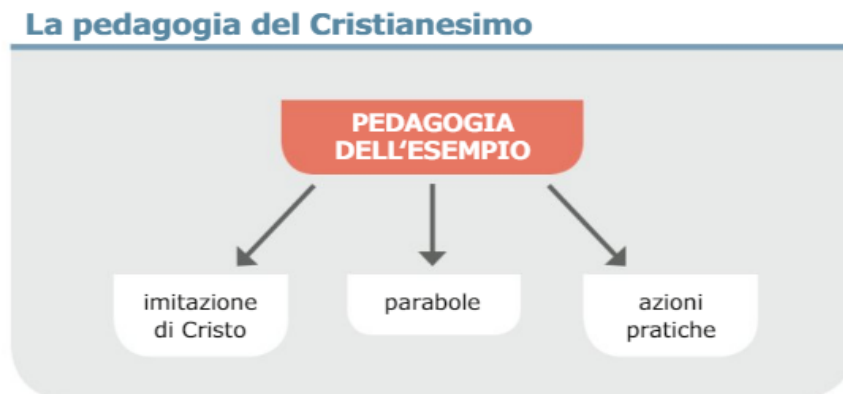 La pedagogia del Cristianesimo
PEDAGOGIA
DELL'ESEMPIO
imitazione
di Cristo
parabole
azioni
pratiche